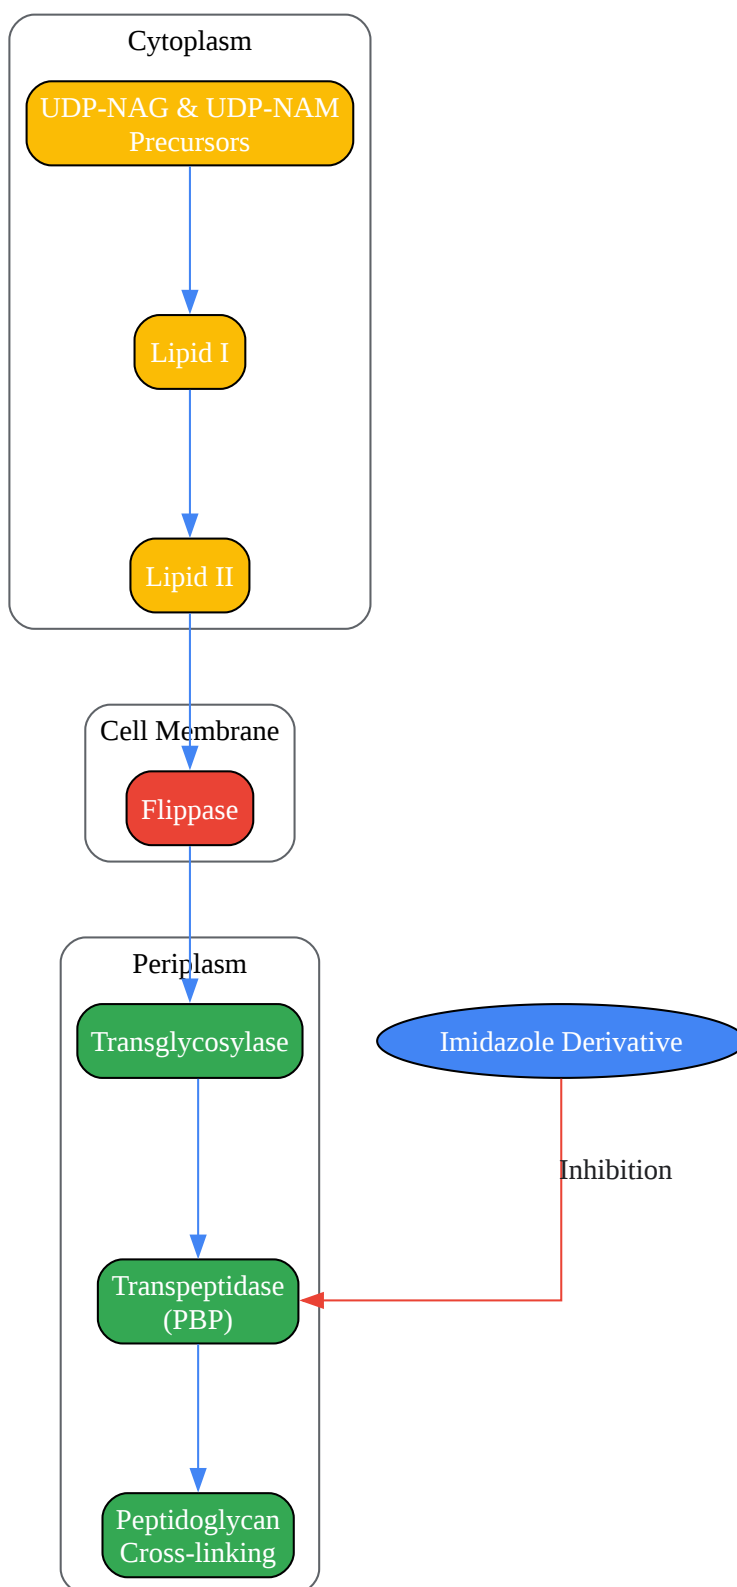 Cytoplasm
UDP-NAG & UDP-NAM
Precursors
Lipid I
Lipid II
Cell Membrane
Flippase
Periplasm
Transglycosylase
Imidazole Derivative
Inhibition
Transpeptidase
(PBP)
Peptidoglycan
Cross-linking